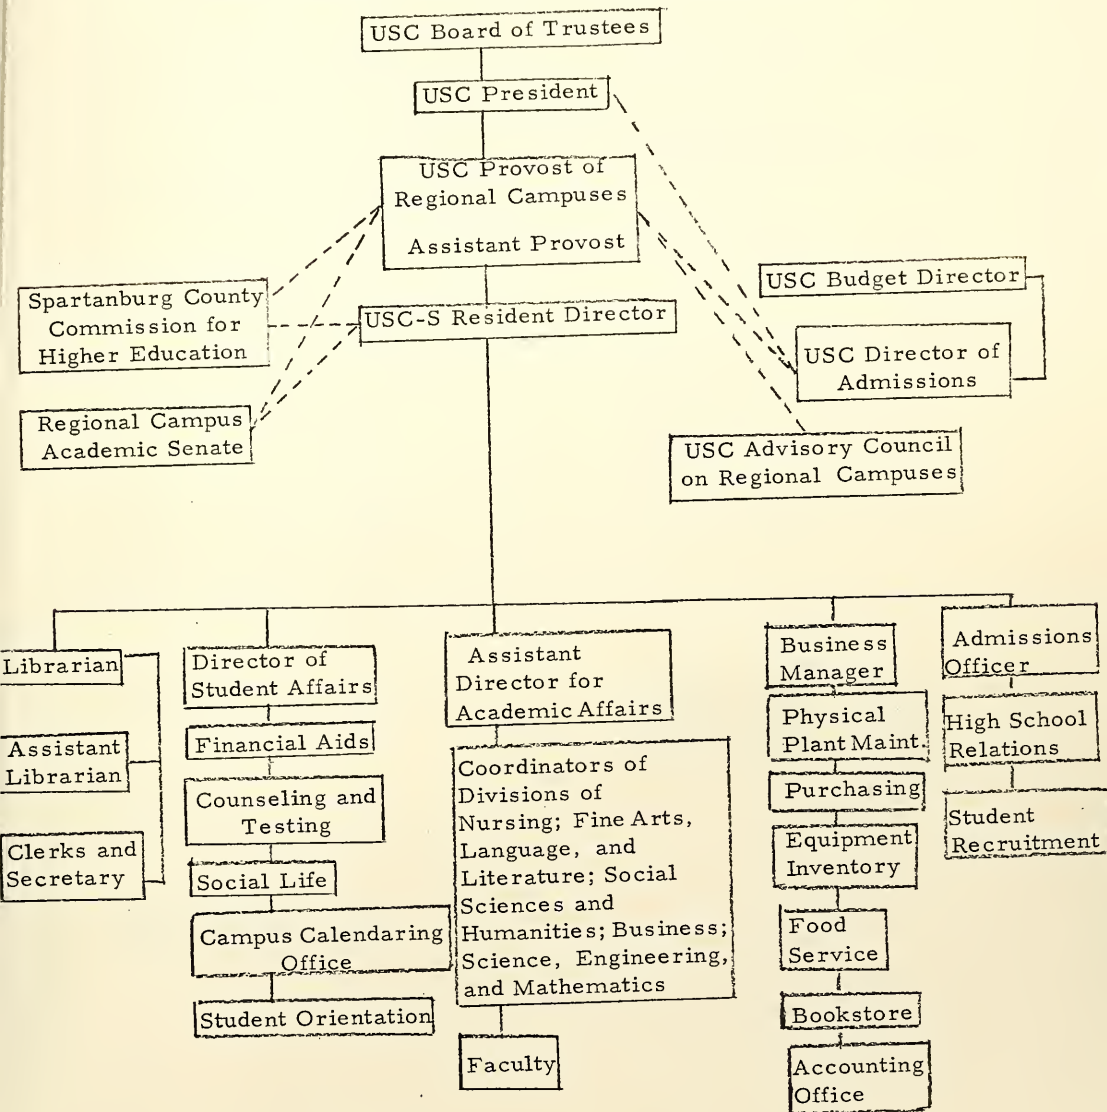 USC Board of Trustees
USC President
USC Provost of
Regional Campuses
Assistant Provost
Spartanburg County
Commission for
Higher Education
USC-S Resident Director
USC Budget Director
USC Director of
Admissions
Regional Campus
Academic Senate
USC Advisory Council
on Regional Campuses
Librarian
Assistant
Librarian
Clerks and
Secretary
Director of
Student Affairs
Financial Aids
Counseling and
Testing
Social Life
Campus Calendaring
Office
Student Orientation
Assistant
Director for
Academic Affairs
Coordinators of
Divisions of
Nursing; Fine Arts,
Language, and
Literature; Social
Sciences and
Humanities; Business;
Science, Engineering,
and Mathematics
Faculty
Business
Manager
Physical
Plant Maint.
Purchasing
Equipment
Inventory
Food
Service
Bookstore
Accounting
Office
Admissions
Officer
High School
Relations
Student
Recruitment